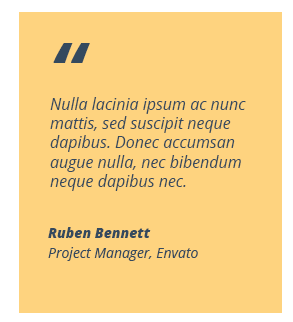 “
Nulla lacinia ipsum ac nunc
mattis, sed suscipit neque
dapibus. Donec accumsan
augue nulla, nec bibendum
neque dapibus nec.
Ruben Bennett
Project Manager, Envato